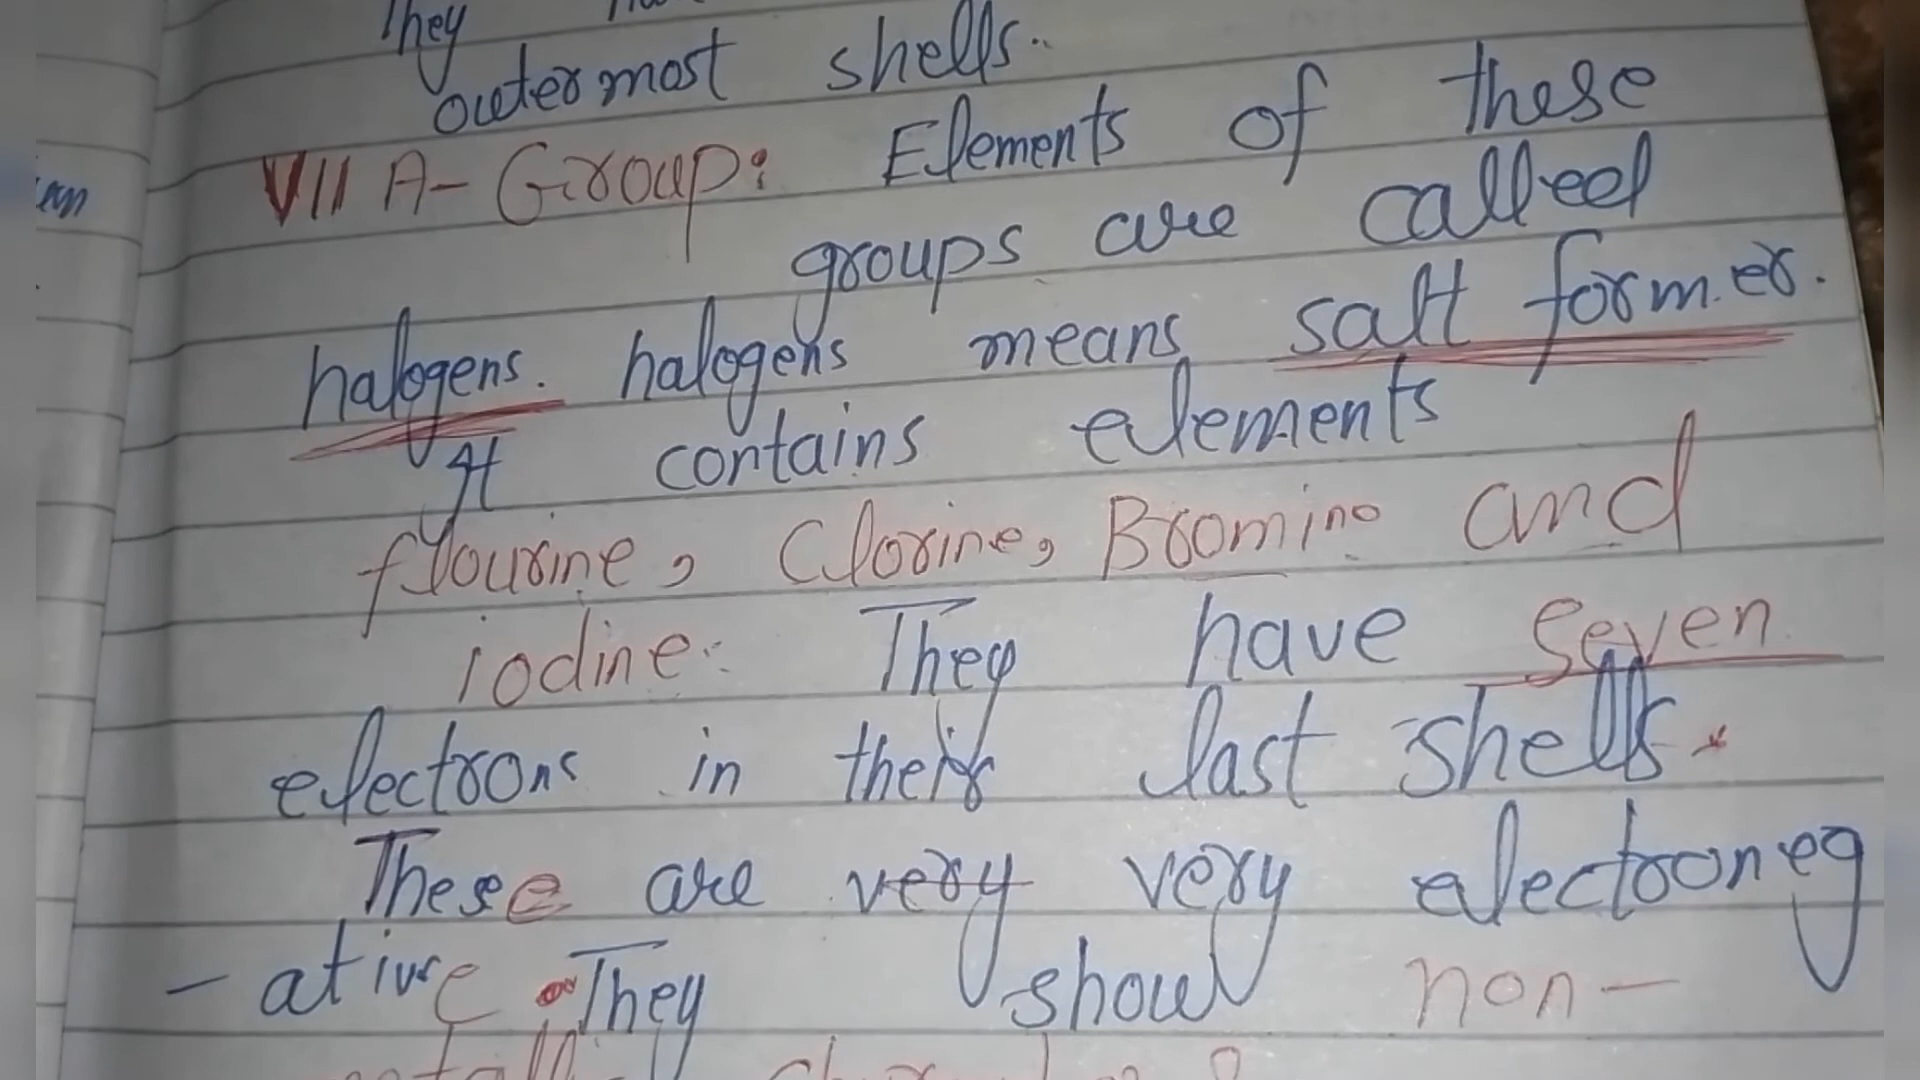 They
outermost shells.
VII A- Group: Elements of these
groups are called
halogens. halogens means salt former.
It contains elements
flourine, Clorine, Bromine and
iodine. They have seven
electrons in their last shells.
These are very very electroneg
- ative. They show non-